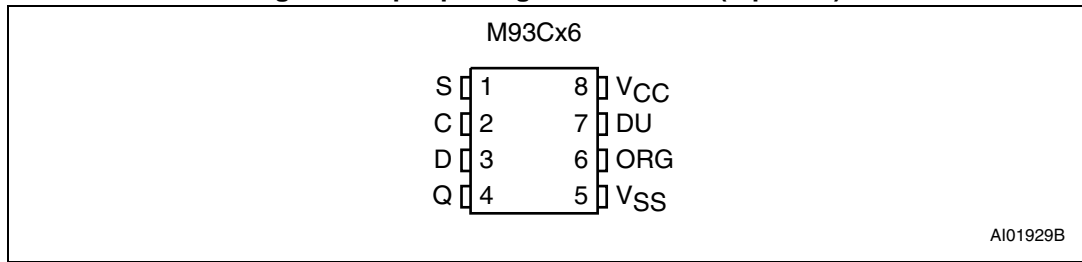 M93Cx6
S 1 8 VCC
C 2 7 DU
D 3 6 ORG
Q 4 5 VSS
AI01929B